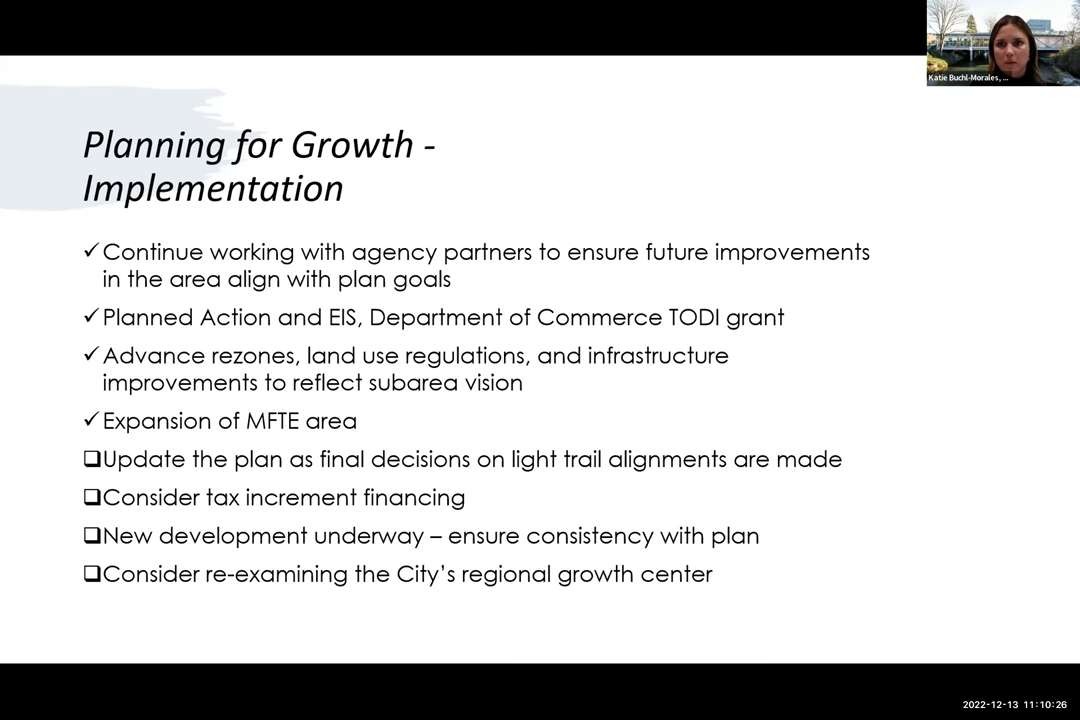 Katie Buchl-Morales, ...
Planning for Growth -
Implementation
✓Continue working with agency partners to ensure future improvements
in the area align with plan goals
✓Planned Action and EIS, Department of Commerce TODI grant
✓Advance rezones, land use regulations, and infrastructure
improvements to reflect subarea vision
✓Expansion of MFTE area
❑Update the plan as final decisions on light trail alignments are made
❑Consider tax increment financing
❑New development underway – ensure consistency with plan
❑Consider re-examining the City’s regional growth center
2022-12-13 11:10:26